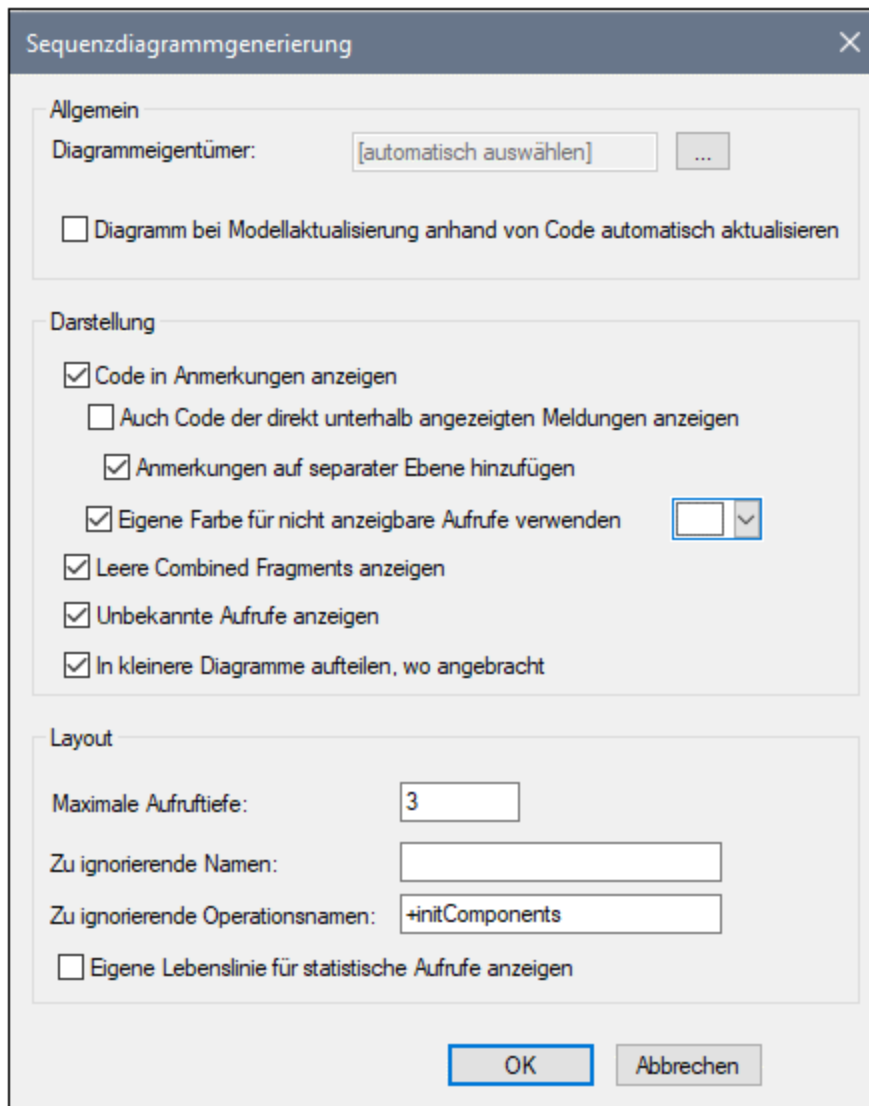 Sequenzdiagrammgenerierung
Allgemein
Diagrammeigentümer: [automatisch auswählen] ...
Diagramm bei Modellaktualisierung anhand von Code automatisch aktualisieren
Darstellung
Code in Anmerkungen anzeigen
Auch Code der direkt unterhalb angezeigten Meldungen anzeigen
Anmerkungen auf separater Ebene hinzufügen
Eigene Farbe für nicht anzeigbare Aufrufe verwenden
Leere Combined Fragments anzeigen
Unbekannte Aufrufe anzeigen
In kleinere Diagramme aufteilen, wo angebracht
Layout
Maximale Aufruftiefe: 3
Zu ignorierende Namen:
Zu ignorierende Operationsnamen: +initComponents
Eigene Lebenslinie für statistische Aufrufe anzeigen
OK Abbrechen